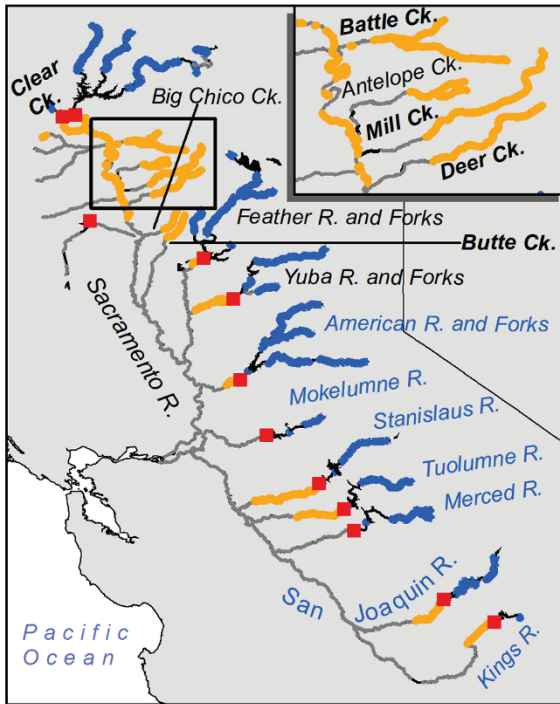 Clear
Ck.
Big Chico Ck.
Battle Ck.
Antelope Ck.
Mill Ck.
Deer Ck.
Feather R. and Forks
Butte Ck.
Yuba R. and Forks
Sacramento R.
American R. and Forks
Mokelumne R.
Stanislaus R.
Tuolumne R.
Merced R.
San Joaquin R.
Kings R.
Pacific
Ocean